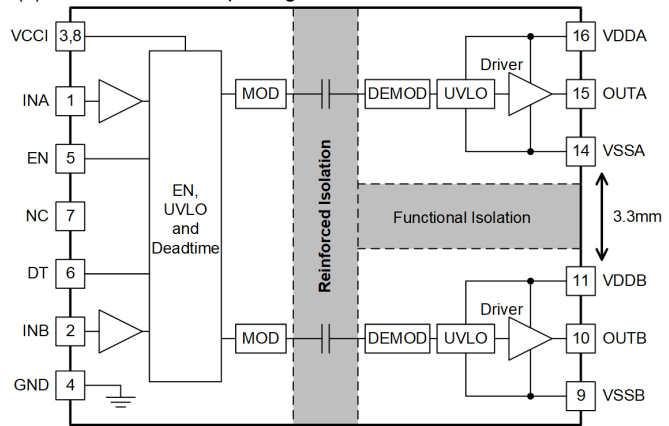 VCCI 3,8
16 VDDA
Driver
INA 1
MOD
DEMOD
UVLO
15 OUTA
EN 5
14 VSSA
EN,
UVLO
and
Deadtime
Reinforced Isolation
NC 7
Functional Isolation
3.3mm
DT 6
11 VDDB
Driver
INB 2
MOD
DEMOD
UVLO
10 OUTB
GND 4
9 VSSB